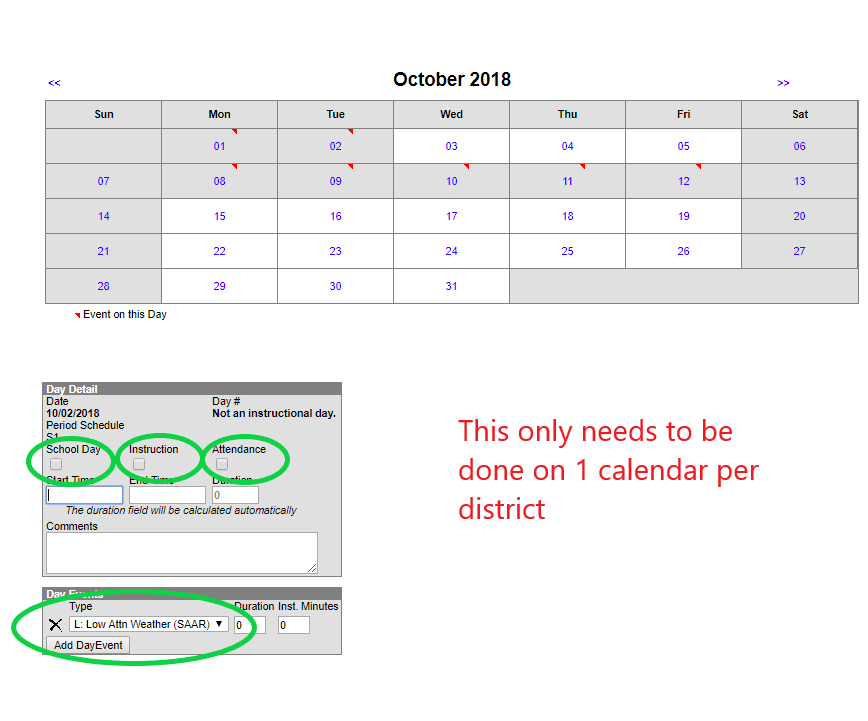 << October 2018 >>
Sun Mon Tue Wed Thu Fri Sat
01 02 03 04 05 06
07 08 09 10 11 12 13
14 15 16 17 18 19 20
21 22 23 24 25 26 27
28 29 30 31
Event on this Day
Day Detail
Date Day #
10/02/2018 Not an instructional day.
Period Schedule
S1
School Day Instruction Attendance
Start Time End Time Duration
0
The duration field will be calculated automatically
Comments
Day Events
Type Duration Inst. Minutes
L: Low Attn Weather (SAAR) 0 0
Add DayEvent
This only needs to be
done on 1 calendar per
district